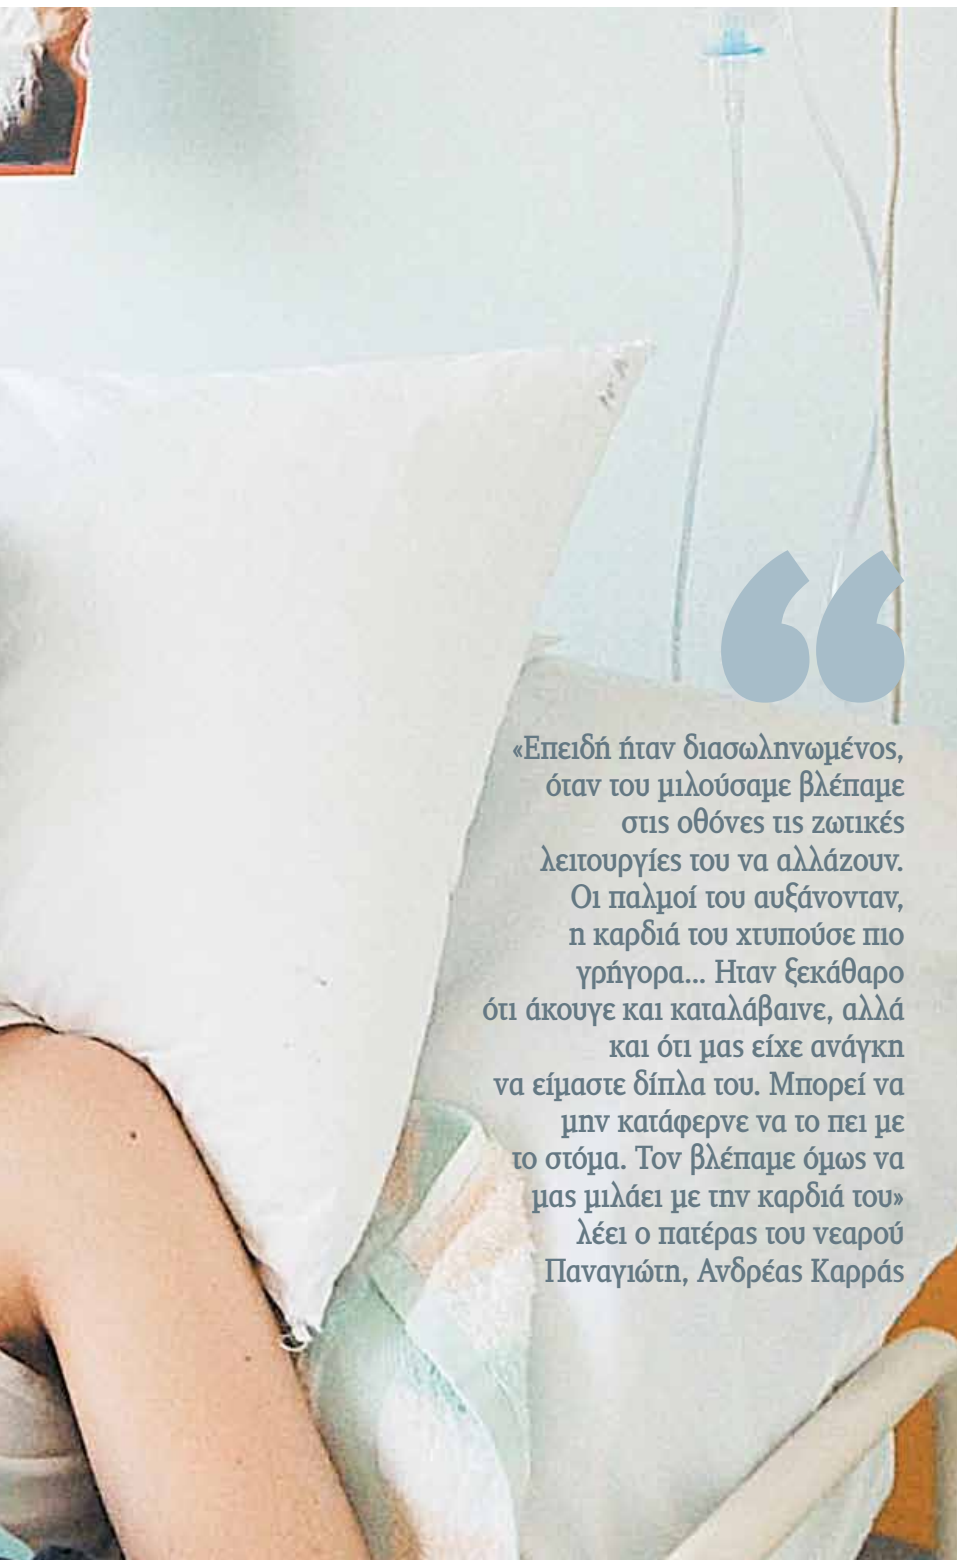 «Επειδή ήταν διασωληνωμένος,
όταν του μιλούσαμε βλέπαμε
στις οθόνες τις ζωτικές
λειτουργίες του να αλλάζουν.
Οι παλμοί του αυξάνονταν,
η καρδιά του χτυπούσε πιο
γρήγορα... Ηταν ξεκάθαρο
ότι άκουγε και καταλάβαινε, αλλά
και ότι μας είχε ανάγκη
να είμαστε δίπλα του. Μπορεί να
μην κατάφερνε να το πει με
το στόμα. Τον βλέπαμε όμως να
μας μιλάει με την καρδιά του»
λέει ο πατέρας του νεαρού
Παναγιώτη, Ανδρέας Καρράς